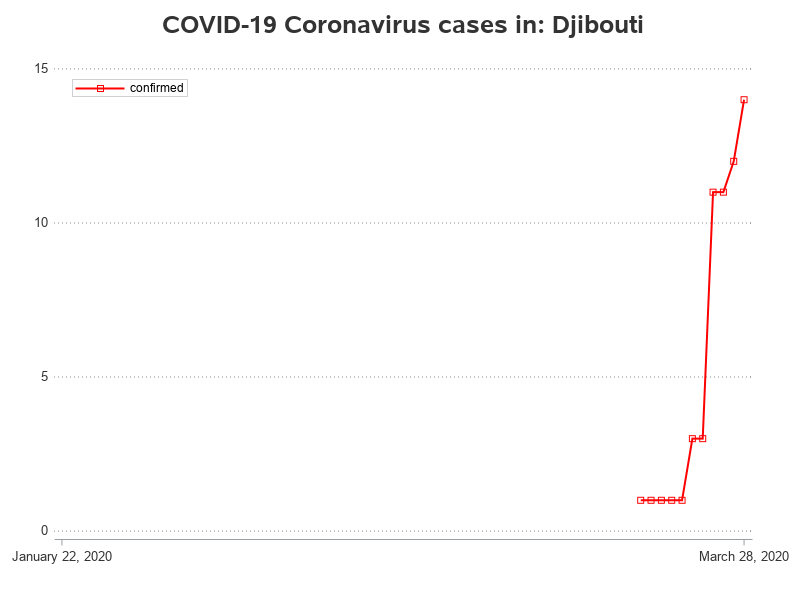 COVID-19 Coronavirus cases in: Djibouti
15
confirmed
10
5
0
January 22, 2020
March 28, 2020